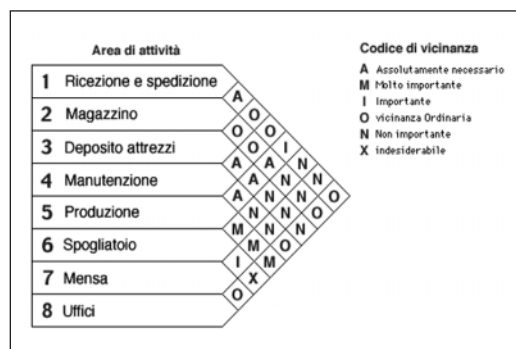 Area di attività
1 Ricezione e spedizione
A
2 Magazzino O
O O
3 Deposito attrezzi O I
A A N
4 Manutenzione A N N
A N N O
5 Produzione N N O
M N N
6 Spogliatoio M O
I M
7 Mensa X
O
8 Uffici
Codice di vicinanza
A Assolutamente necessario
M Molto importante
I Importante
O vicinanza Ordinaria
N Non importante
X indesiderabile